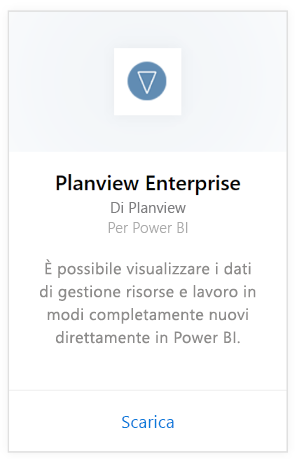 Planview Enterprise
Di Planview
Per Power BI
È possibile visualizzare i dati
di gestione risorse e lavoro in
modi completamente nuovi
direttamente in Power BI.
Scarica